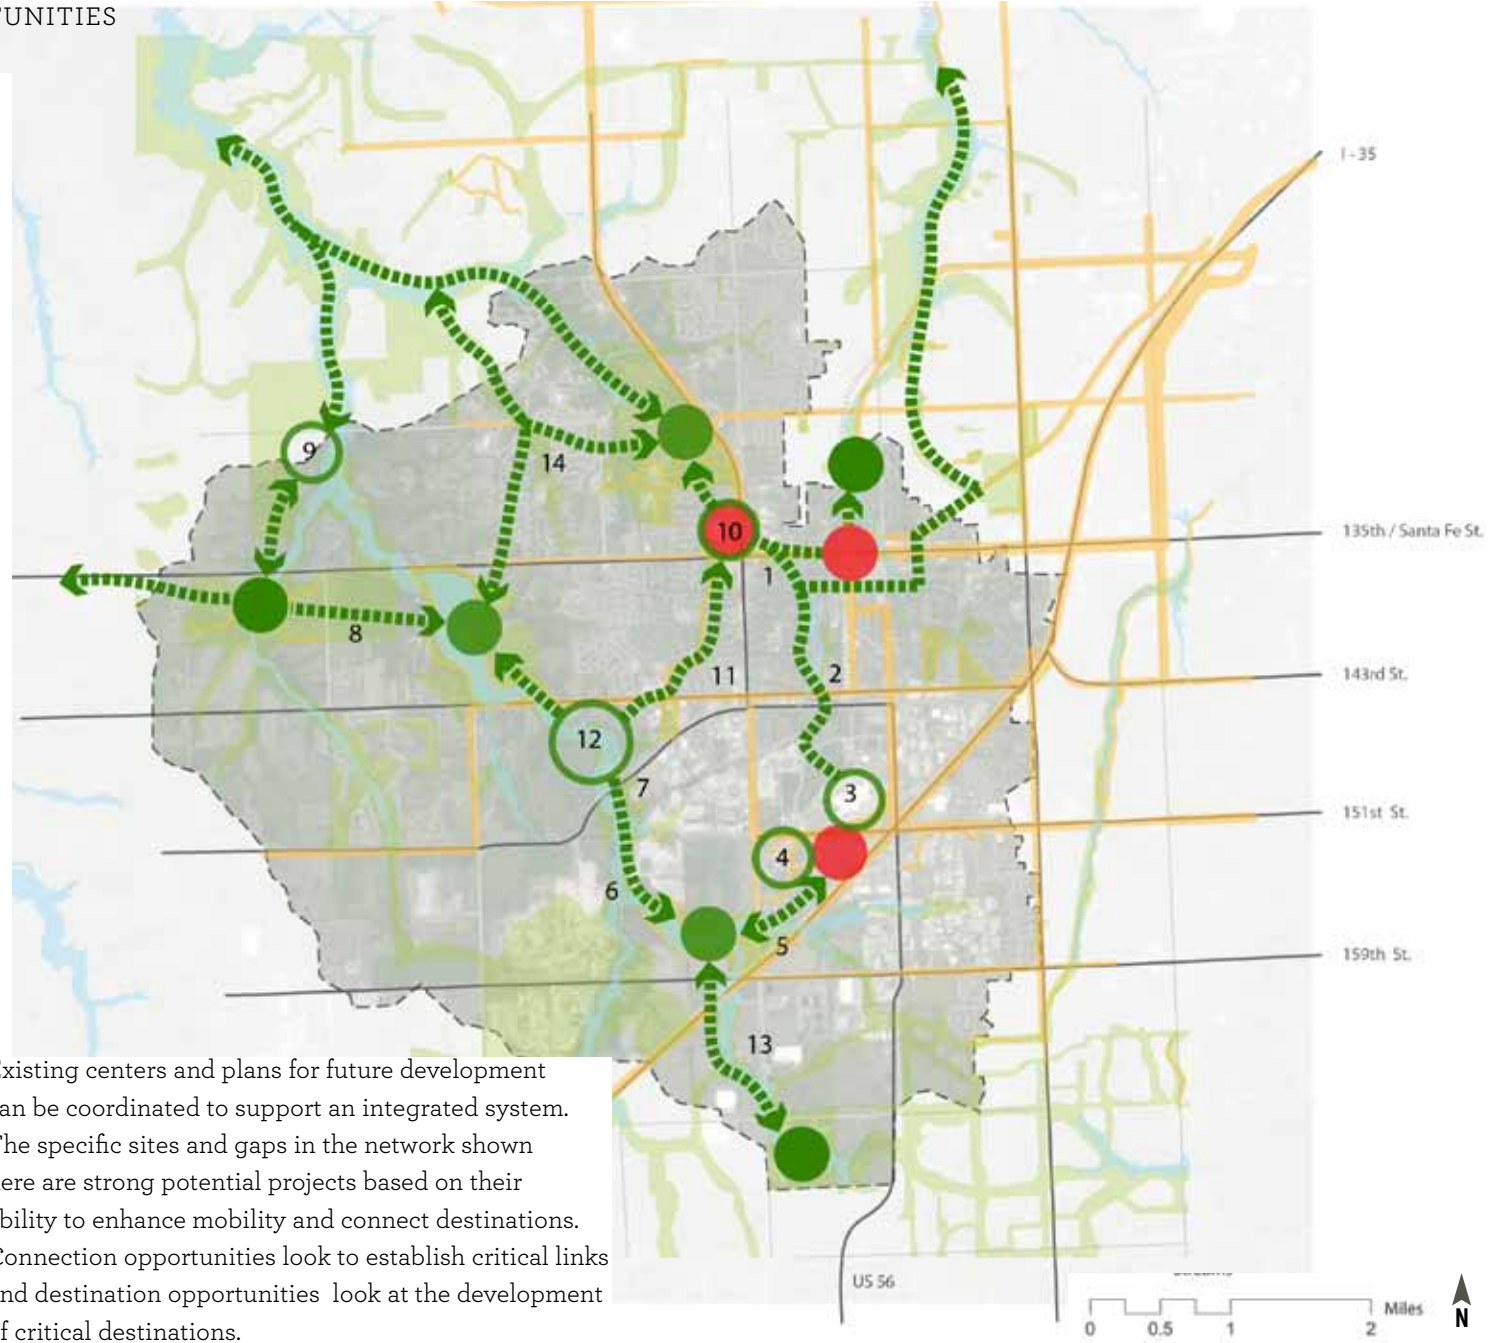 TUNITIES
I-35
9
14
10
135th / Santa Fe St.
1
8
11
2
143rd St.
12
7
3
151st St.
4
6
5
159th St.
13
xisting centers and plans for future development
an be coordinated to support an integrated system.
he specific sites and gaps in the network shown
ere are strong potential projects based on their
bility to enhance mobility and connect destinations.
onnection opportunities look to establish critical links
nd destination opportunities look at the development
f critical destinations.
US 56
Miles
0 0.5 1 2
N